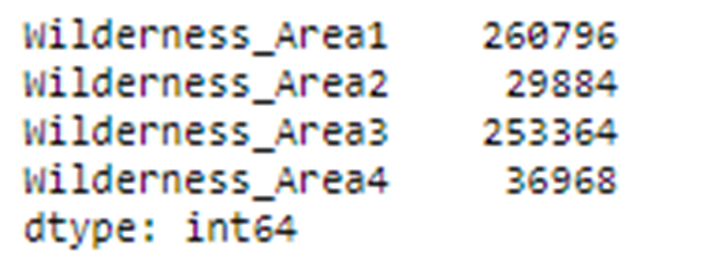 Wilderness_Area1    260796
Wilderness_Area2     29884
Wilderness_Area3    253364
Wilderness_Area4     36968
dtype: int64